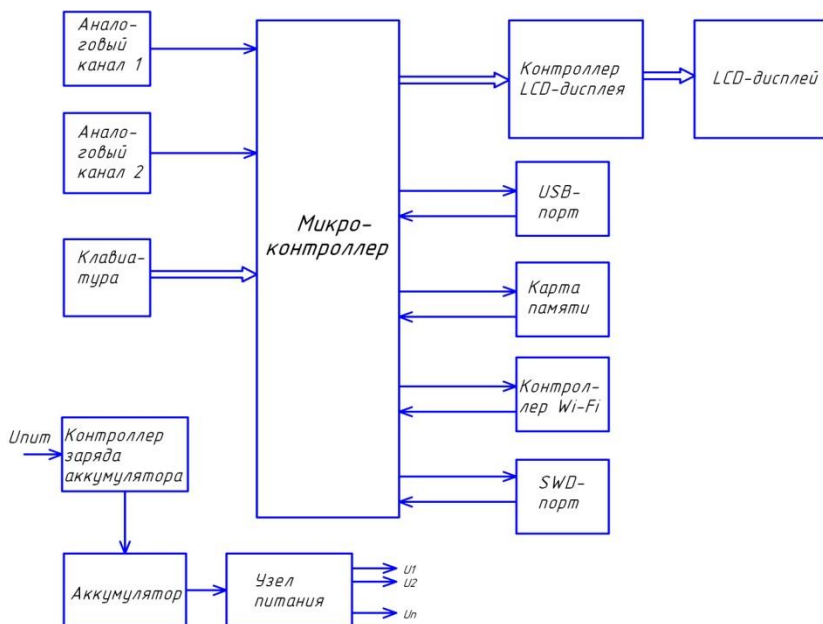 Анало-
говый
канал 1
Контроллер
LCD-дисплея
LCD-дисплей
Анало-
говый
канал 2
USB-
порт
Микро-
контроллер
Клавиа-
тура
Карта
памяти
Контрол-
лер Wi-Fi
Uпит
Контроллер
заряда
аккумулятора
SWD-
порт
Аккумулятор
Узел
питания
U1
U2
Un